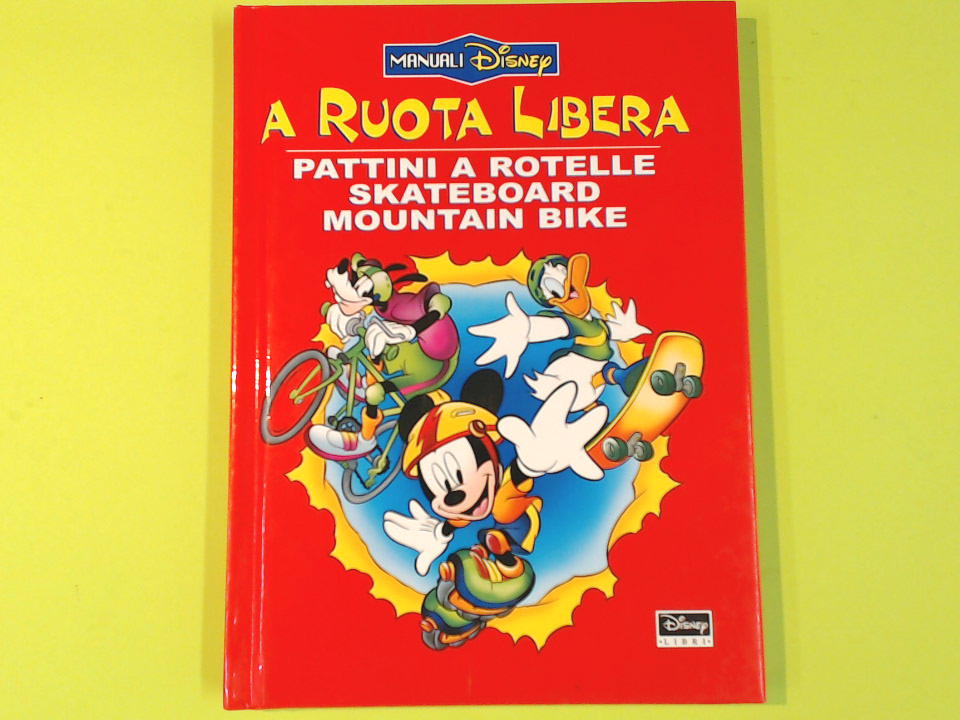 MANUALI DISNEY
A RUOTA LIBERA
PATTINI A ROTELLE
SKATEBOARD
MOUNTAIN BIKE
DISNEY
LIBRI